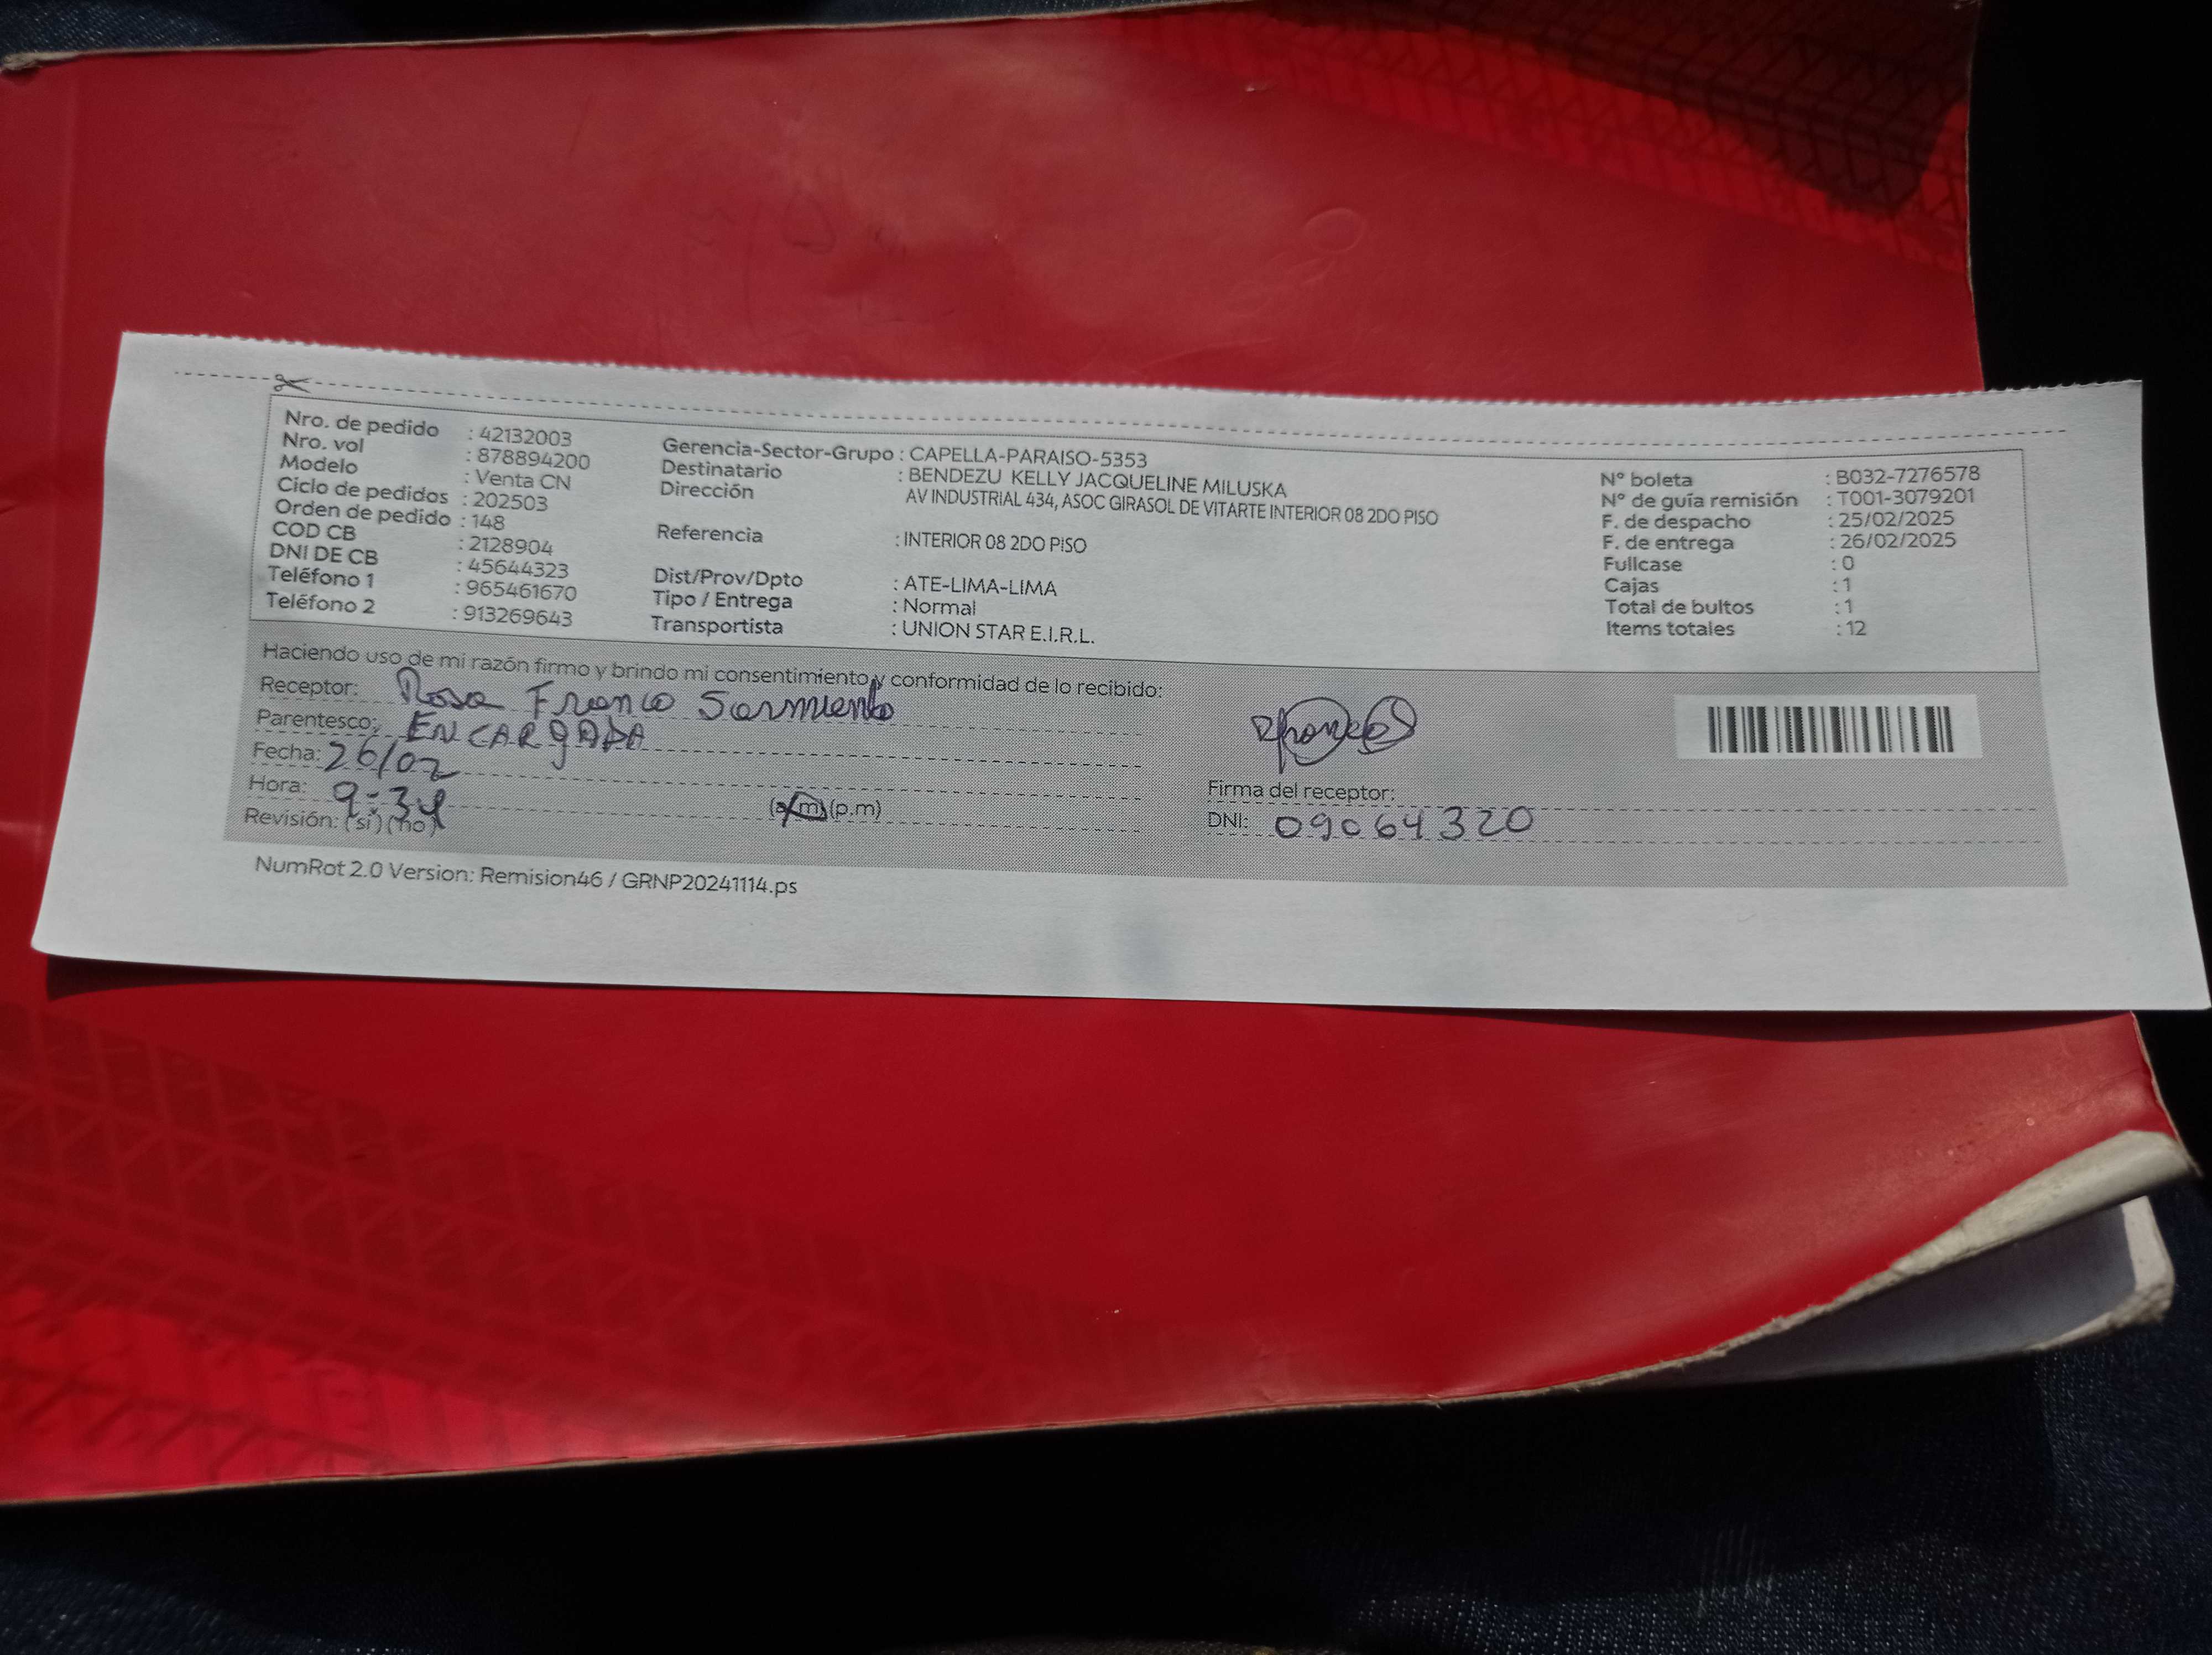 Nro. de pedido : 42132003
Nro. vol : 878894200
Modelo : Venta CN
Ciclo de pedidos : 202503
Orden de pedido : 148
COD CB : 2128904
DNI DE CB : 45644323
Teléfono 1 : 965461670
Teléfono 2 : 913269643
Gerencia-Sector-Grupo : CAPELLA-PARAISO-5353
Destinatario : BENDEZU KELLY JACQUELINE MILUSKA
Dirección AV INDUSTRIAL 434, ASOC GIRASOL DE VITARTE INTERIOR 08 2DO PISO
Referencia : INTERIOR 08 2DO PISO
Dist/Prov/Dpto : ATE-LIMA-LIMA
Tipo / Entrega : Normal
Transportista : UNION STAR E.I.R.L.
N° boleta : B032-7276578
N° de guía remisión : T001-3079201
F. de despacho : 25/02/2025
F. de entrega : 26/02/2025
Fullcase : 0
Cajas : 1
Total de bultos : 1
Items totales : 12
Haciendo uso de mi razón firmo y brindo mi consentimiento y conformidad de lo recibido:
Receptor: Rosa Franco Sarmiento
Parentesco: ENCARgADA
Fecha: 26/02
Hora: 9:34 (a.m) (p.m)
Revisión: (si) (no)
Firma del receptor:
DNI: 09064320
NumRot 2.0 Version: Remision46 / GRNP20241114.ps